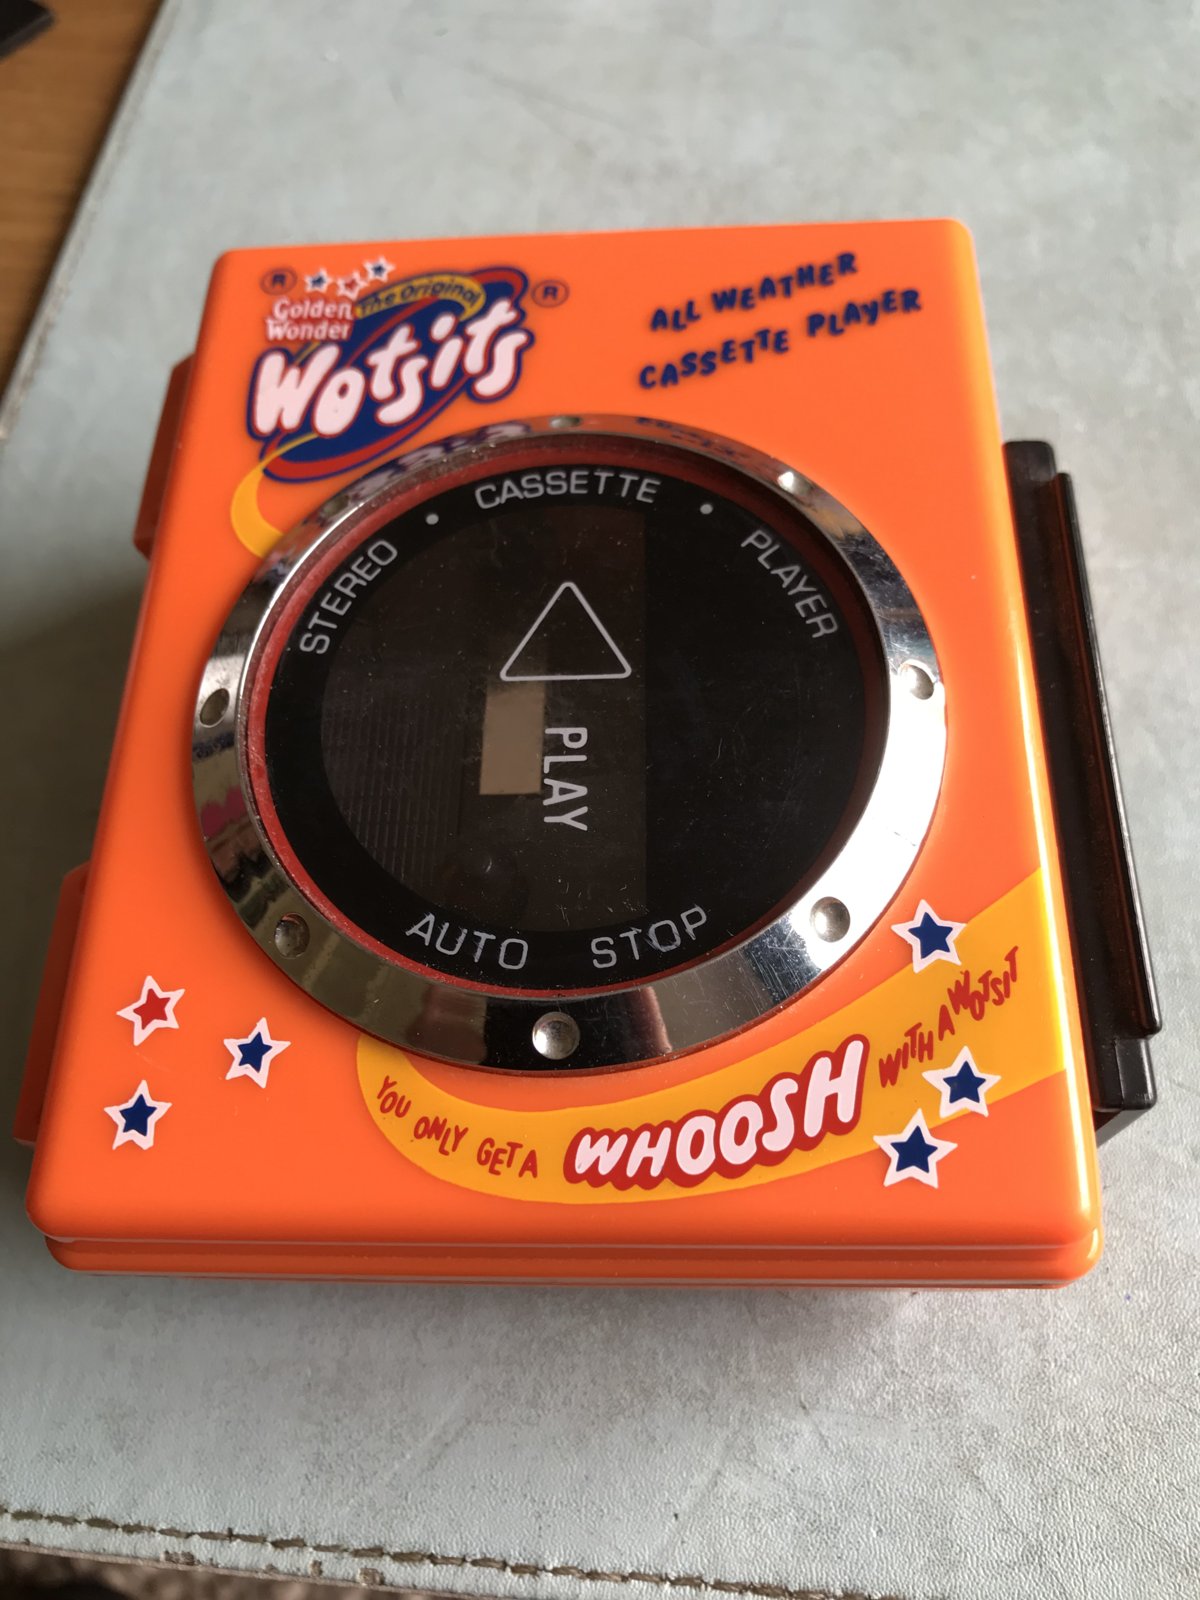 ®
Golden
Wonder
The Original
Wotsits
®
ALL WEATHER
CASSETTE PLAYER
STEREO • CASSETTE • PLAYER
PLAY
AUTO STOP
YOU ONLY GET A WHOOSH WITH A WOTSIT